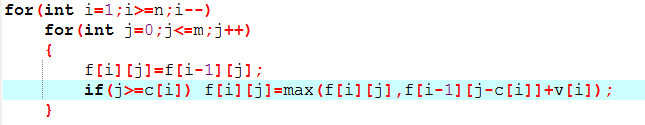 for(int i=1;i>=n;i--)
for(int j=0;j<=m;j++)
{
f[i][j]=f[i-1][j];
if(j>=c[i]) f[i][j]=max(f[i][j],f[i-1][j-c[i]]+v[i]);
}